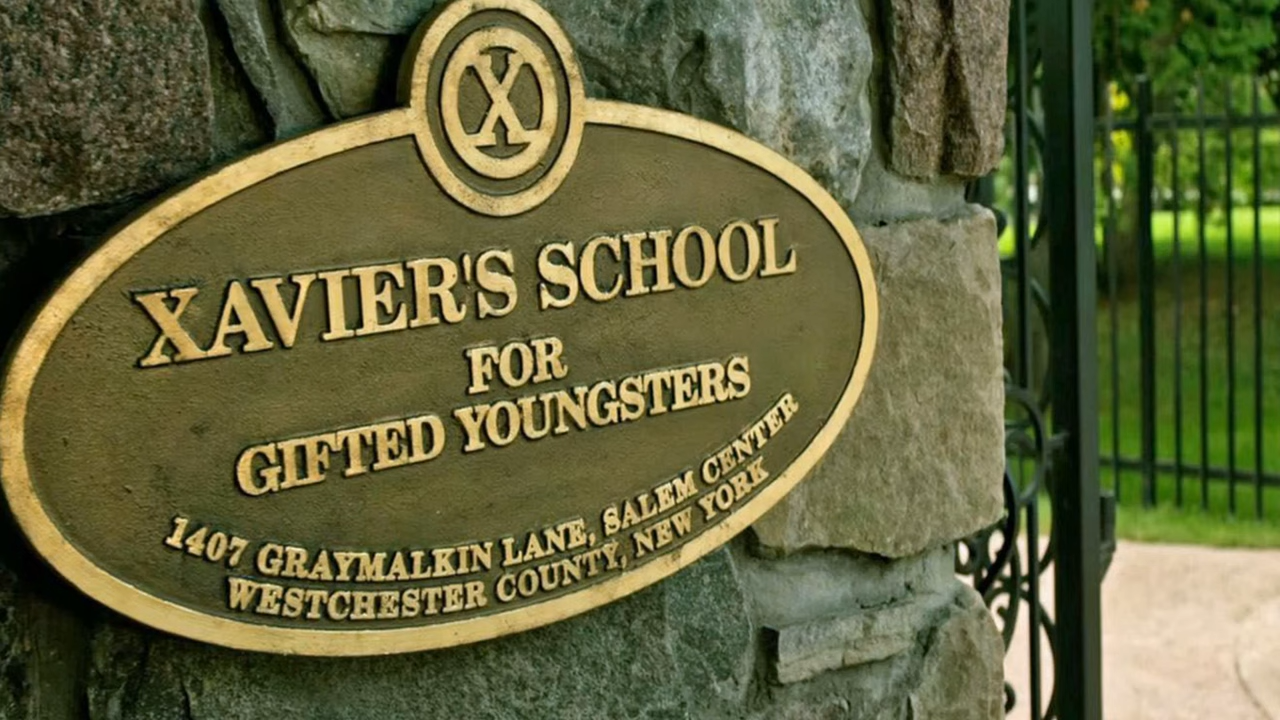 X
XAVIER'S SCHOOL
FOR
GIFTED YOUNGSTERS
1407 GRAYMALKIN LANE, SALEM CENTER
WESTCHESTER COUNTY, NEW YORK